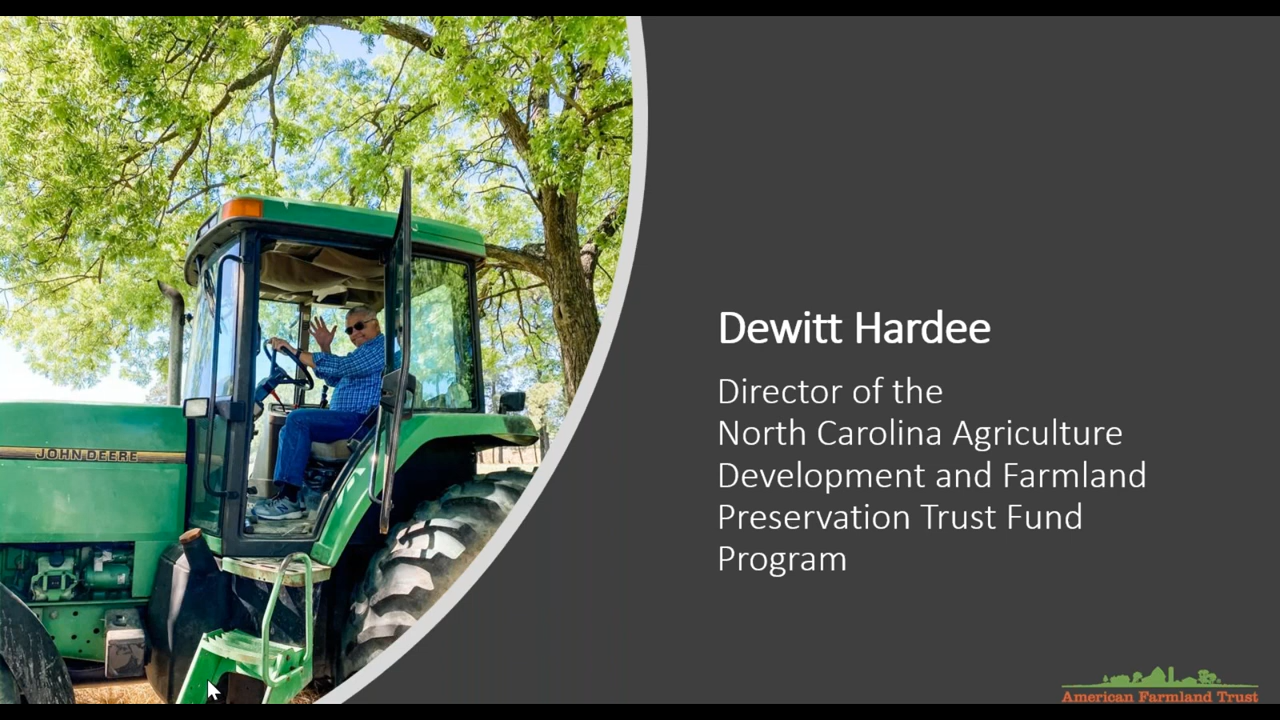 JOHN DEERE
Dewitt Hardee
Director of the
North Carolina Agriculture
Development and Farmland
Preservation Trust Fund
Program
American Farmland Trust